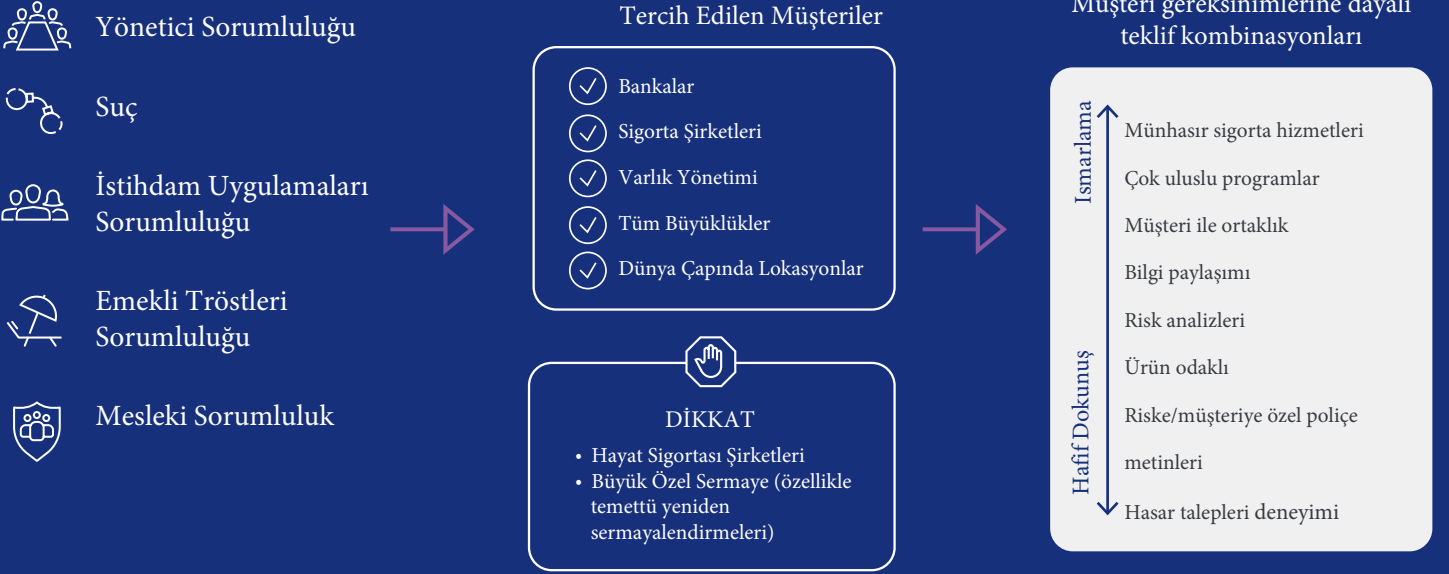 Yönetici Sorumluluğu
Suç
İstihdam Uygulamaları
Sorumluluğu
Emekli Tröstleri
Sorumluluğu
Mesleki Sorumluluk
Tercih Edilen Müşteriler
Bankalar
Sigorta Şirketleri
Varlık Yönetimi
Tüm Büyüklükler
Dünya Çapında Lokasyonlar
DİKKAT
• Hayat Sigortası Şirketleri
• Büyük Özel Sermaye (özellikle
temettü yeniden
sermayalendirmeleri)
Müşteri gereksinimlerine dayalı
teklif kombinasyonları
Ismarlama
Hafif Dokunuş
Münhasır sigorta hizmetleri
Çok uluslu programlar
Müşteri ile ortaklık
Bilgi paylaşımı
Risk analizleri
Ürün odaklı
Riske/müşteriye özel poliçe
metinleri
Hasar talepleri deneyimi